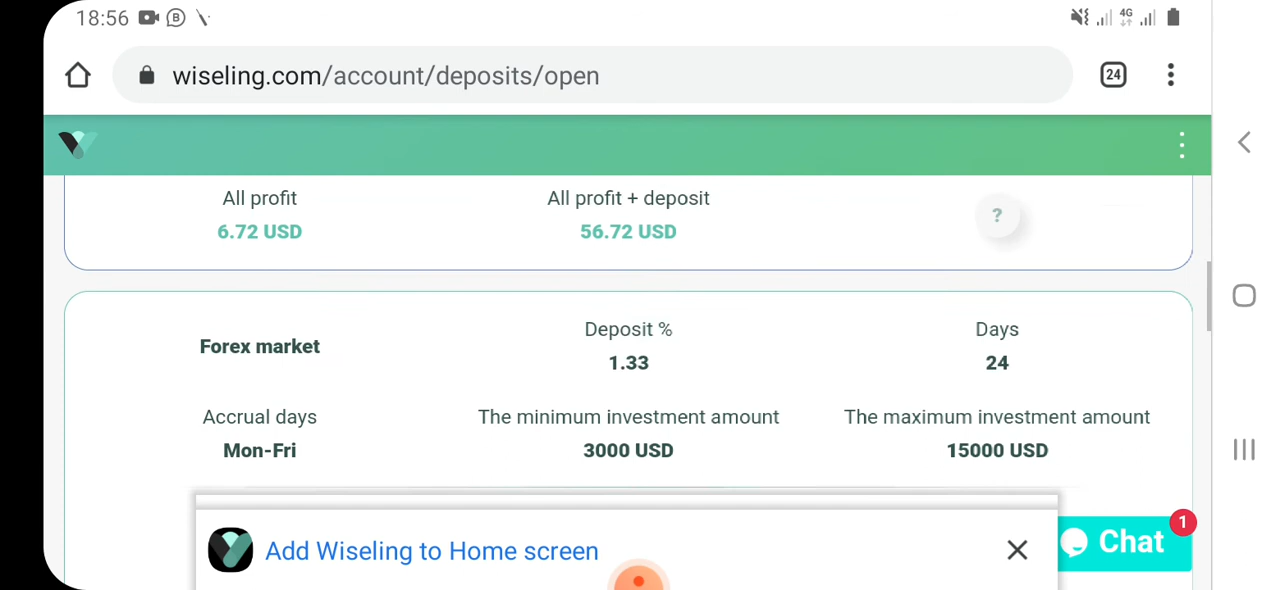 18:56 B 4G
wiseling.com/account/deposits/open 24
All profit All profit + deposit
6.72 USD 56.72 USD ?
Forex market Deposit % Days
1.33 24
Accrual days The minimum investment amount The maximum investment amount
Mon-Fri 3000 USD 15000 USD
Add Wiseling to Home screen
Chat 1